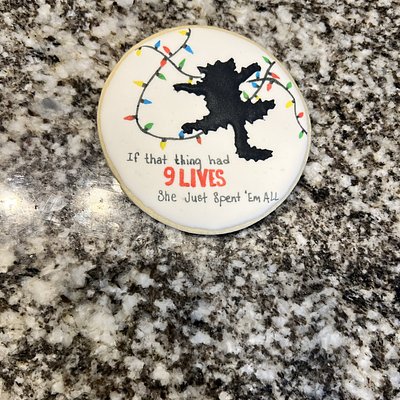 If that thing had
9 LIVES
She Just Spent 'Em ALL